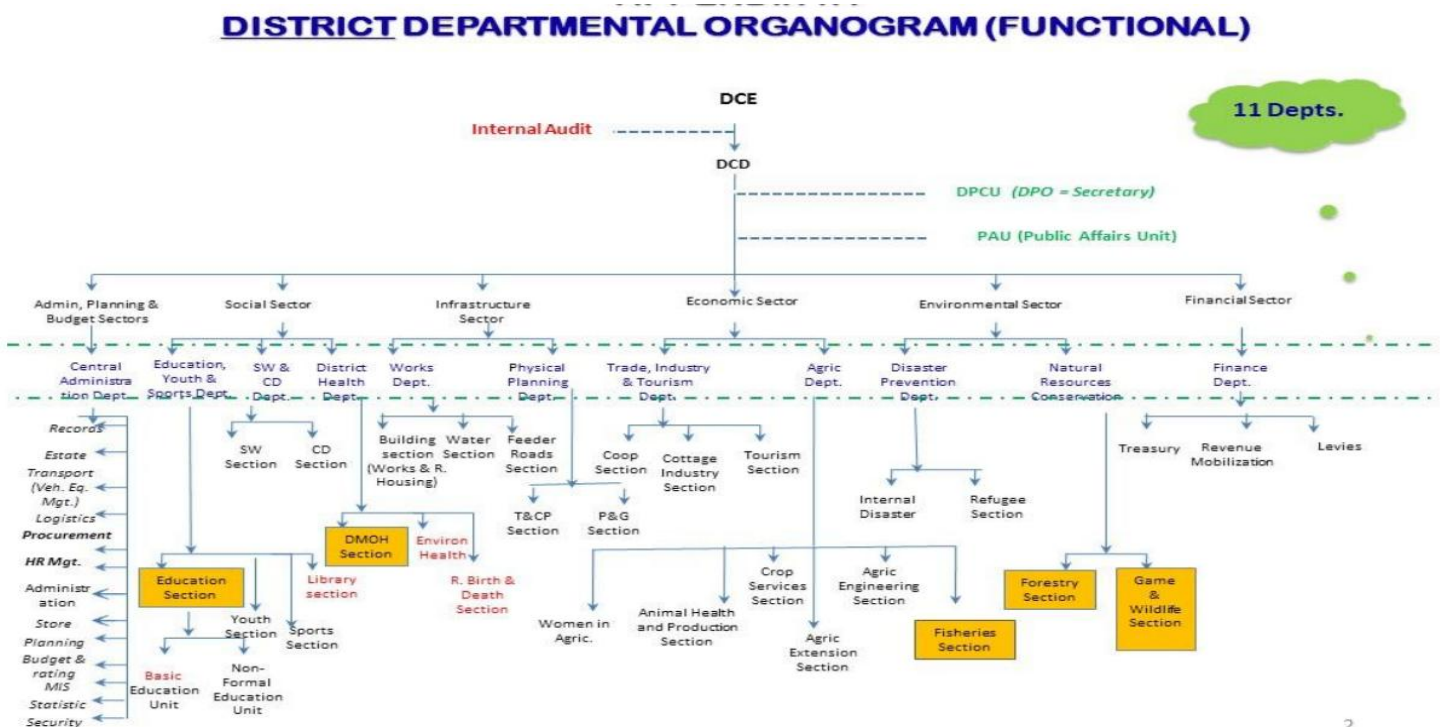 DISTRICT DEPARTMENTAL ORGANOGRAM (FUNCTIONAL)
DCE
11 Depts.
Internal Audit
DCD
DPCU (DPO = Secretary)
PAU (Public Affairs Unit)
Admin, Planning &
Budget Sectors
Social Sector
Infrastructure
Sector
Economic Sector
Environmental Sector
Financial Sector
Central
Administra
tion Dept.
Education,
Youth &
Sports Dept.
SW &
CD
Dept.
District
Health
Dept.
Works
Dept.
Physical
Planning
Dept.
Trade, Industry
& Tourism
Dept.
Agric
Dept.
Disaster
Prevention
Dept.
Natural
Resources
Conservation
Finance
Dept.
Records
Estate
Transport
(Veh. Eq.
Mgt.)
Logistics
Procurement
HR Mgt.
Administr
ation
Store
Planning
Budget &
rating
MIS
Statistic
Security
SW
Section
CD
Section
Building
section
(Works & R.
Housing)
Water
Section
Feeder
Roads
Section
Coop
Section
Cottage
Industry
Section
Tourism
Section
Treasury
Revenue
Mobilization
Levies
T&CP
Section
P&G
Section
Internal
Disaster
Refugee
Section
DMOH
Section
Environ
Health
R. Birth &
Death
Section
Education
Section
Youth
Section
Sports
Section
Library
section
Basic
Education
Unit
Non-
Formal
Education
Unit
Women in
Agric.
Animal Health
and Production
Section
Crop
Services
Section
Agric
Extension
Section
Agric
Engineering
Section
Fisheries
Section
Forestry
Section
Game
&
Wildlife
Section